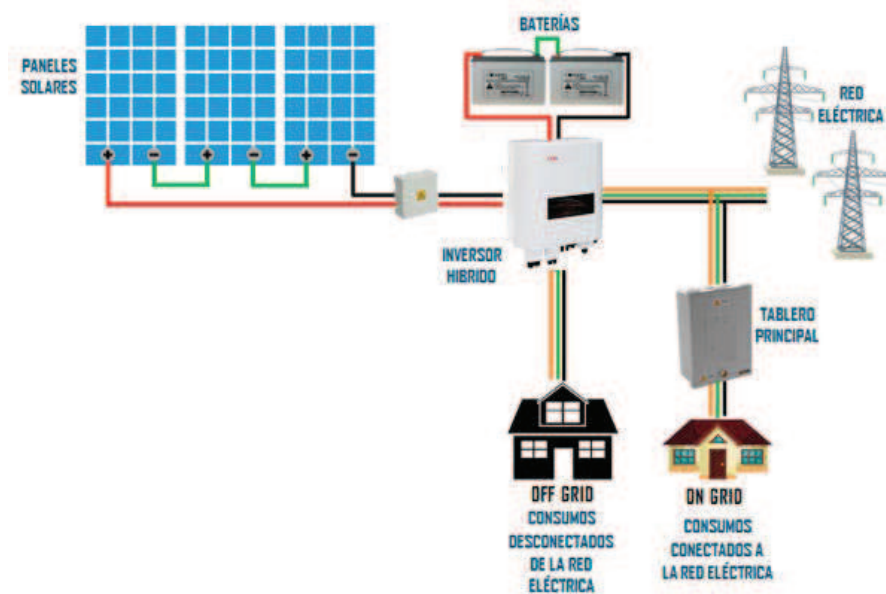 BATERÍAS
PANELES
SOLARES
RED
ELÉCTRICA
+ − + − + −
INVERSOR
HIBRIDO
TABLERO
PRINCIPAL
OFF GRID
CONSUMOS
DESCONECTADOS
DE LA RED
ELÉCTRICA
ON GRID
CONSUMOS
CONECTADOS A
LA RED ELÉCTRICA